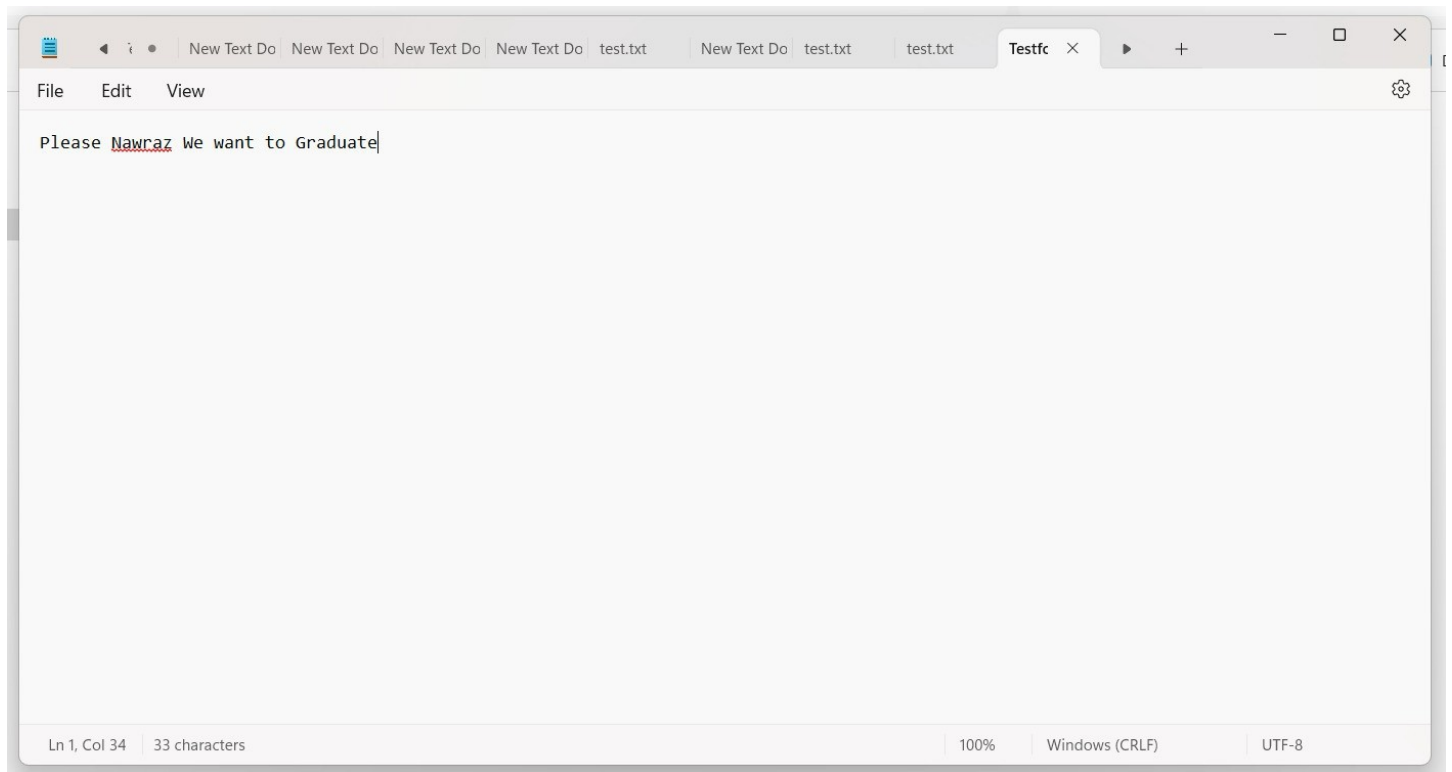 New Text Do New Text Do New Text Do New Text Do test.txt New Text Do test.txt test.txt Testfc
File Edit View
Please Nawraz We want to Graduate
Ln 1, Col 34 33 characters 100% Windows (CRLF) UTF-8